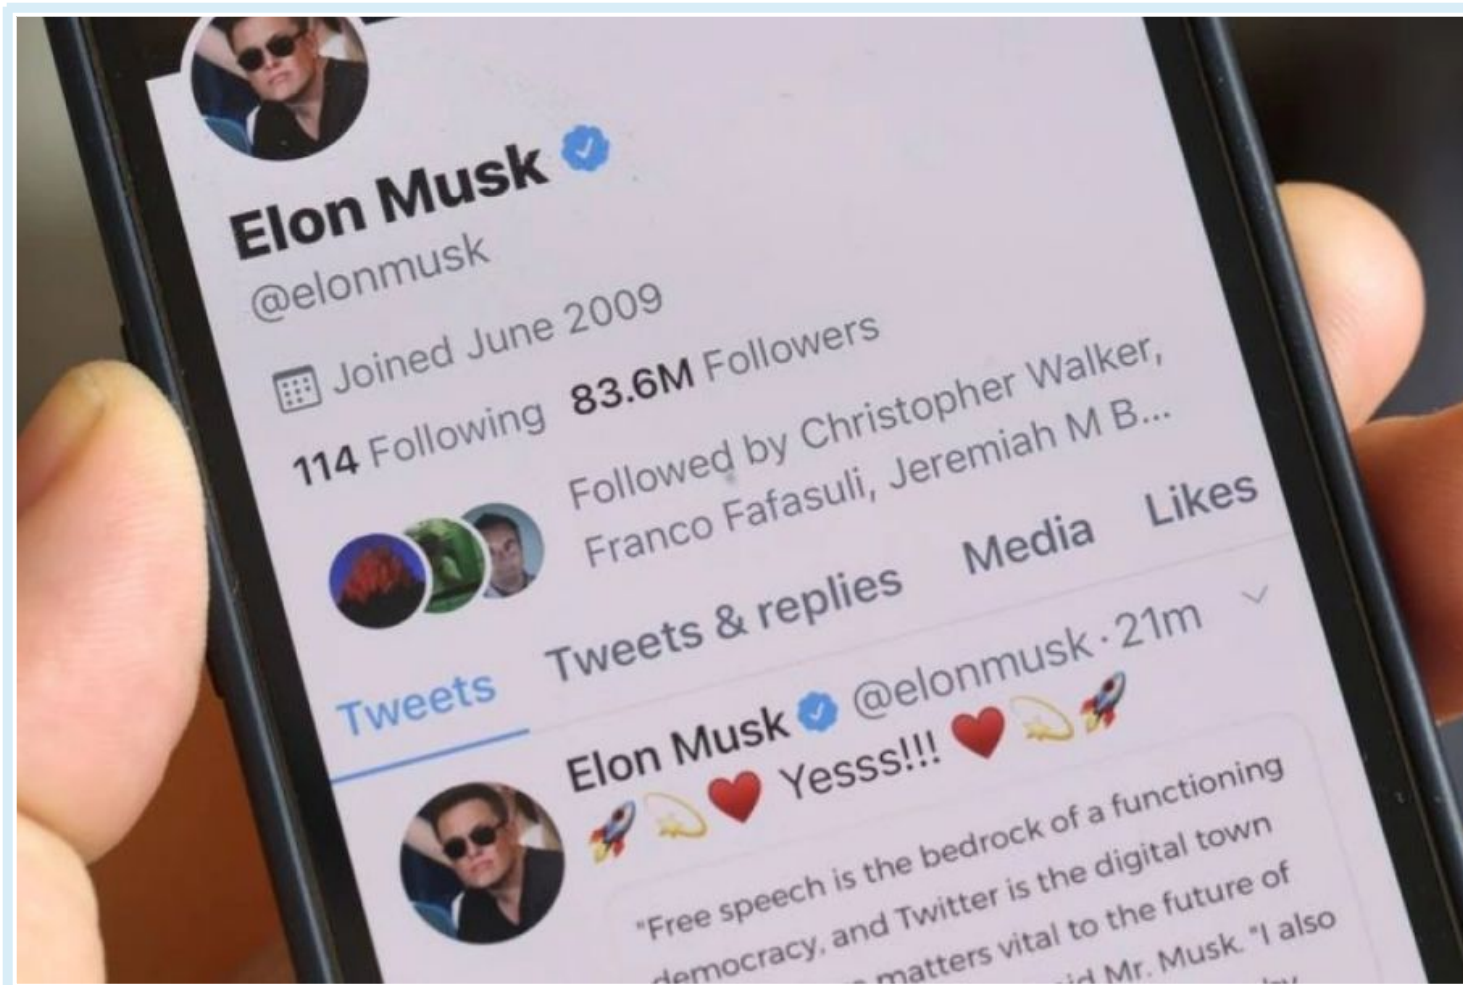 Elon Musk
@elonmusk
Joined June 2009
114 Following 83.6M Followers
Followed by Christopher Walker,
Franco Fafasuli, Jeremiah M B...
Tweets Tweets & replies Media Likes
Elon Musk @elonmusk · 21m
🚀💫❤️ Yesss!!! ❤️💫🚀
"Free speech is the bedrock of a functioning
democracy, and Twitter is the digital town
matters vital to the future of
Mr. Musk. "I also